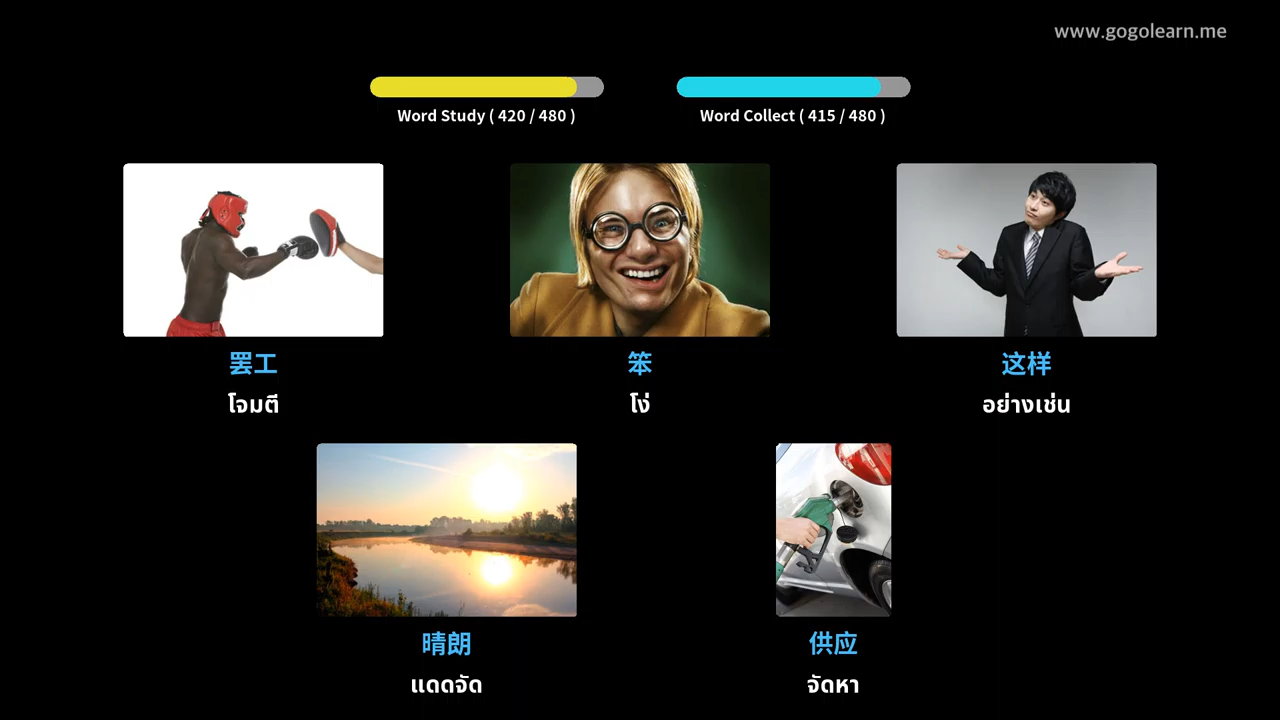 www.gogolearn.me
Word Study ( 420 / 480 )
Word Collect ( 415 / 480 )
罢工
โจมตี
笨
โง่
这样
อย่างเช่น
晴朗
แดดจัด
供应
จัดหา